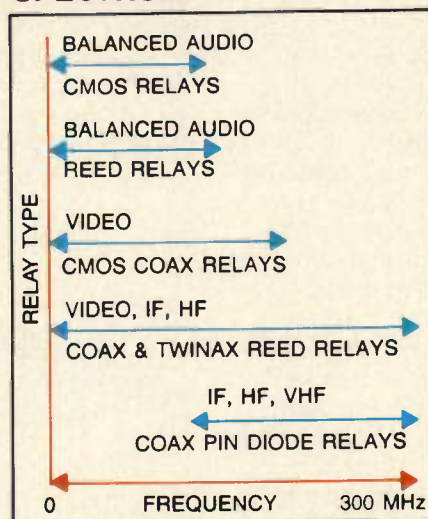 BALANCED AUDIO
CMOS RELAYS
BALANCED AUDIO
REED RELAYS
VIDEO
CMOS COAX RELAYS
VIDEO, IF, HF
COAX & TWINAX REED RELAYS
IF, HF, VHF
COAX PIN DIODE RELAYS
RELAY TYPE
0 FREQUENCY 300 MHz